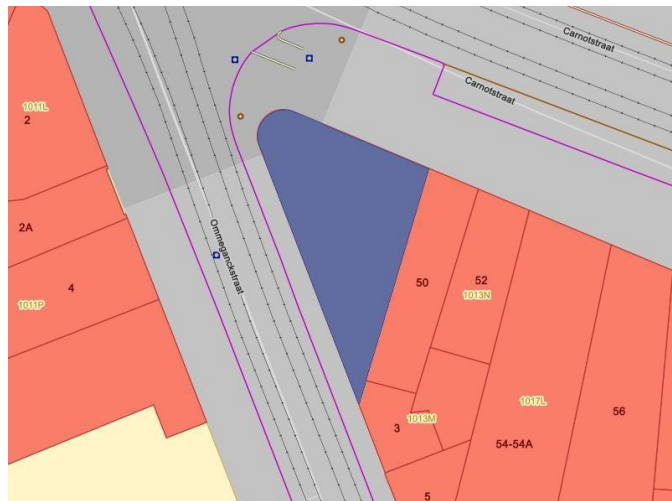 Carnotstraat
Carnotstraat
1011L
2
2A
Ommeganckstraat
50
52
1013N
4
1011P
1017L
56
3
1013M
54-54A
5